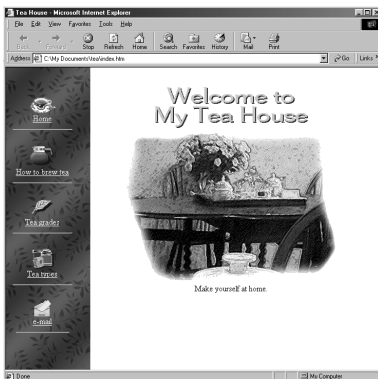 Tea House - Microsoft Internet Explorer
File Edit View Favorites Tools Help
Back Forward Stop Refresh Home Search Favorites History Mail Print
Address C:\My Documents\tea\index.htm Go Links
Welcome to
My Tea House
Home
How to brew tea
Tea grades
Tea types
e-mail
Make yourself at home.
Done My Computer